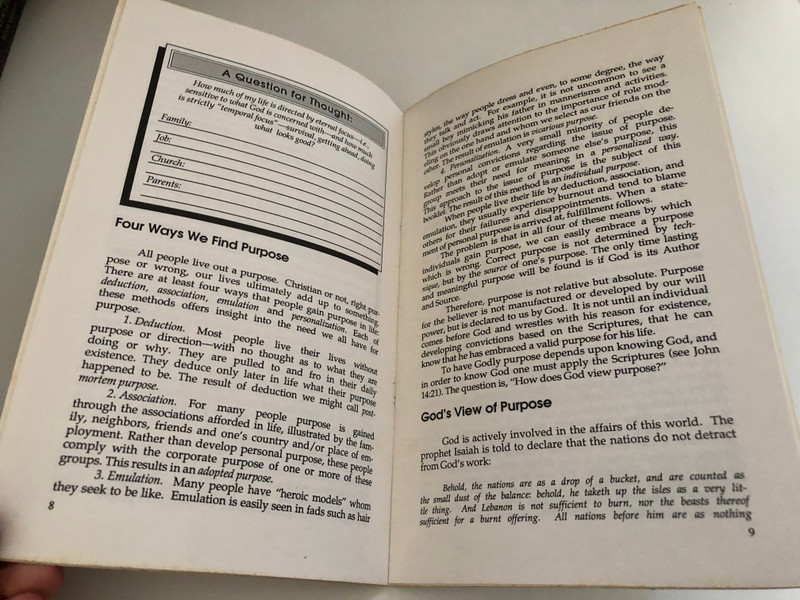 A Question for Thought:
How much of my life is directed by eternal focus—i.e.,
sensitive to what God is concerned with—and how much
is strictly "temporal focus"—survival, getting ahead, doing
what looks good?
Family:
Job:
Church:
Parents:
Four Ways We Find Purpose
All people live out a purpose. Christian or not, right pur-
pose or wrong, our lives ultimately add up to something.
There are at least four ways that people gain purpose in life:
deduction, association, emulation and personalization. Each of
these methods offers insight into the need we all have for
purpose.
1. Deduction. Most people live their lives without
purpose or direction—with no thought as to what they are
doing or why. They are pulled to and fro in their daily
existence. They deduce only later in life what their purpose
happened to be. The result of deduction we might call post-
mortem purpose.
2. Association. For many people purpose is gained
through the associations afforded in life, illustrated by the fam-
ily, neighbors, friends and one's country and/or place of em-
ployment. Rather than develop personal purpose, these people
comply with the corporate purpose of one or more of these
groups. This results in an adopted purpose.
3. Emulation. Many people have "heroic models" whom
they seek to be like. Emulation is easily seen in fads such as hair
8
styles, the way people dress and even, to some degree, the way
they talk and act. For example, it is not uncommon to see a
small boy mimicking his father in mannerisms and activities.
This obviously draws attention to the importance of role mod-
eling on the one hand and whom we select as our friends on the
other. The result of emulation is vicarious purpose.
4. Personalization. A very small minority of people de-
velop personal convictions regarding the issue of purpose.
Rather than adopt or emulate someone else's purpose, this
group meets their need for meaning in a personalized way.
This approach to the issue of purpose is the subject of this
booklet. The result of this method is an individual purpose.
When people live their life by deduction, association, and
emulation, they usually experience burnout and tend to blame
others for their failures and disappointments. When a state-
ment of personal purpose is arrived at, fulfillment follows.
The problem is that in all four of these means by which
individuals gain purpose, we can easily embrace a purpose
which is wrong. Correct purpose is not determined by tech-
nique, but by the source of one's purpose. The only time lasting
and meaningful purpose will be found is if God is its Author
and Source.
Therefore, purpose is not relative but absolute. Purpose
for the believer is not manufactured or developed by our will
power, but is declared to us by God. It is not until an individual
comes before God and wrestles with his reason for existence,
developing convictions based on the Scriptures, that he can
know that he has embraced a valid purpose for his life.
To have Godly purpose depends upon knowing God, and
in order to know God one must apply the Scriptures (see John
14:21). The question is, "How does God view purpose?"
God's View of Purpose
God is actively involved in the affairs of this world. The
prophet Isaiah is told to declare that the nations do not detract
from God's work:
Behold, the nations are as a drop of a bucket, and are counted as
the small dust of the balance: behold, he taketh up the isles as a very lit-
tle thing. And Lebanon is not sufficient to burn, nor the beasts thereof
sufficient for a burnt offering. All nations before him are as nothing
9